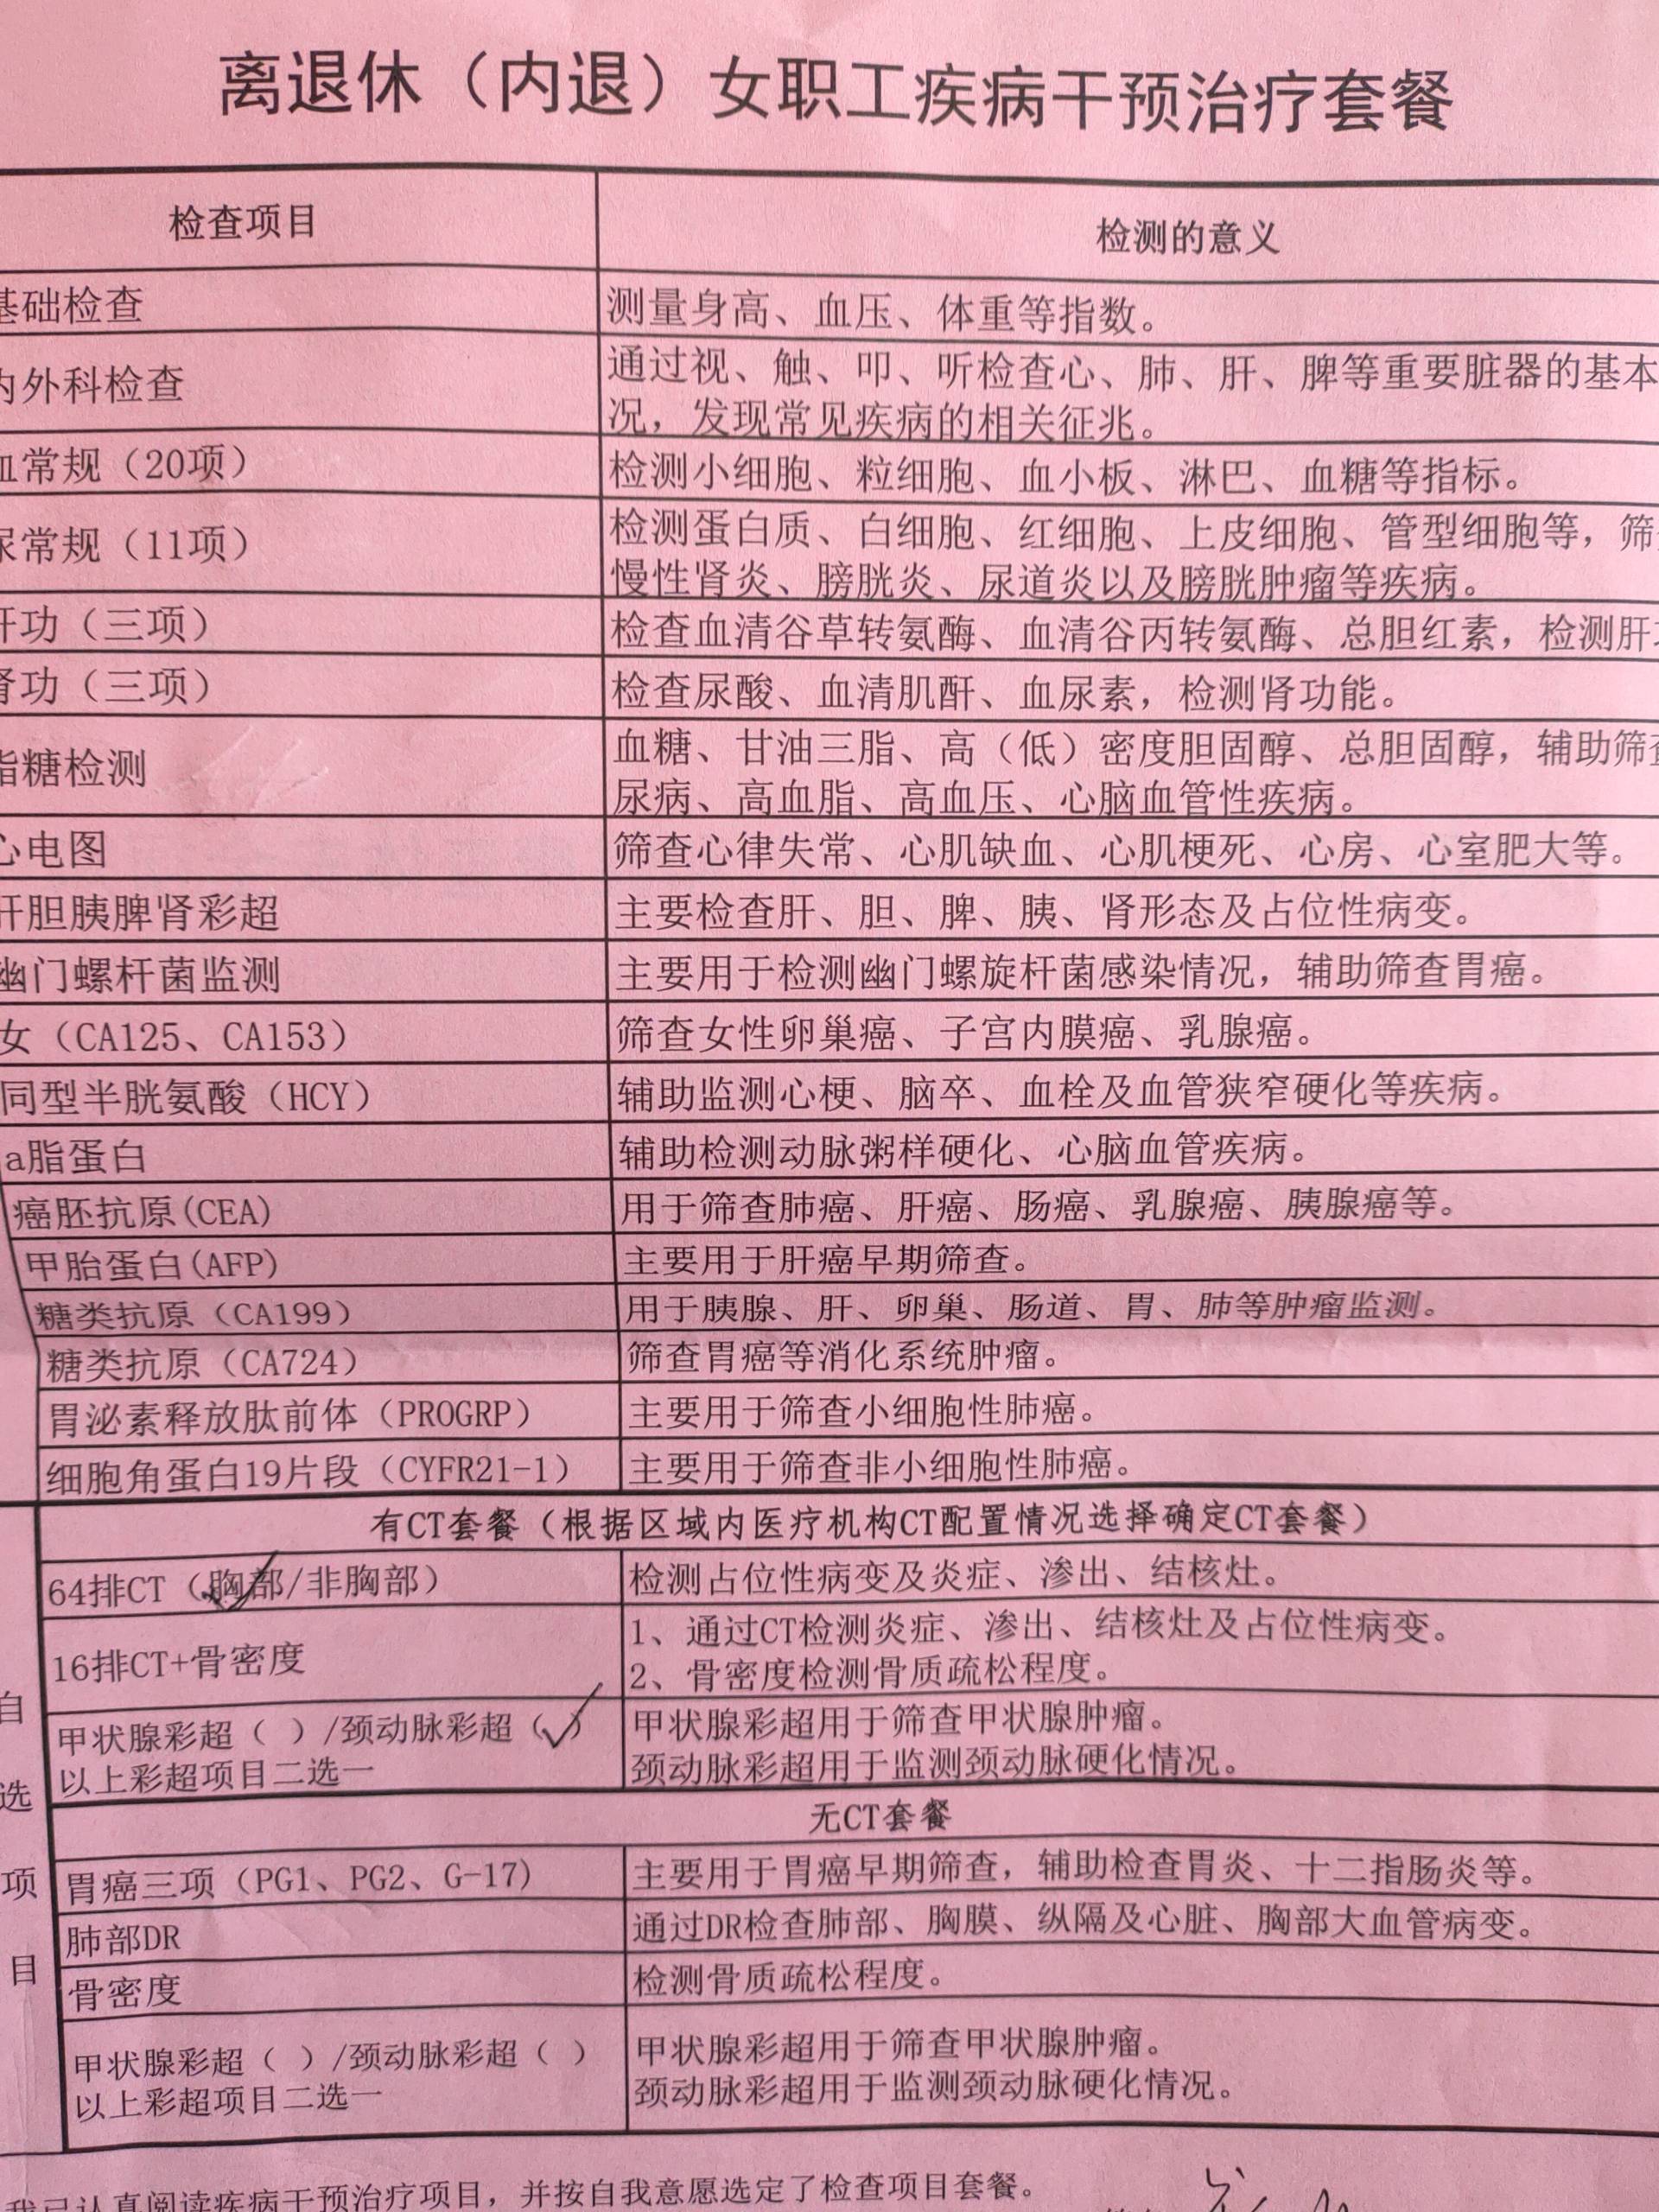 离退休（内退）女职工疾病干预治疗套餐
检查项目 检测的意义
基础检查 测量身高、血压、体重等指数。
内外科检查 通过视、触、叩、听检查心、肺、肝、脾等重要脏器的基本
况，发现常见疾病的相关征兆。
血常规（20项） 检测小细胞、粒细胞、血小板、淋巴、血糖等指标。
尿常规（11项） 检测蛋白质、白细胞、红细胞、上皮细胞、管型细胞等，筛
慢性肾炎、膀胱炎、尿道炎以及膀胱肿瘤等疾病。
肝功（三项） 检查血清谷草转氨酶、血清谷丙转氨酶、总胆红素，检测肝
肾功（三项） 检查尿酸、血清肌酐、血尿素，检测肾功能。
脂糖检测 血糖、甘油三脂、高（低）密度胆固醇、总胆固醇，辅助筛查
尿病、高血脂、高血压、心脑血管性疾病。
心电图 筛查心律失常、心肌缺血、心肌梗死、心房、心室肥大等。
肝胆胰脾肾彩超 主要检查肝、胆、脾、胰、肾形态及占位性病变。
幽门螺杆菌监测 主要用于检测幽门螺旋杆菌感染情况，辅助筛查胃癌。
女（CA125、CA153） 筛查女性卵巢癌、子宫内膜癌、乳腺癌。
同型半胱氨酸（HCY） 辅助监测心梗、脑卒、血栓及血管狭窄硬化等疾病。
a脂蛋白 辅助检测动脉粥样硬化、心脑血管疾病。
癌胚抗原(CEA) 用于筛查肺癌、肝癌、肠癌、乳腺癌、胰腺癌等。
甲胎蛋白(AFP) 主要用于肝癌早期筛查。
糖类抗原（CA199） 用于胰腺、肝、卵巢、肠道、胃、肺等肿瘤监测。
糖类抗原（CA724） 筛查胃癌等消化系统肿瘤。
胃泌素释放肽前体（PROGRP） 主要用于筛查小细胞性肺癌。
细胞角蛋白19片段（CYFR21-1） 主要用于筛查非小细胞性肺癌。
自选项目
有CT套餐（根据区域内医疗机构CT配置情况选择确定CT套餐）
64排CT（胸部/非胸部） 检测占位性病变及炎症、渗出、结核灶。
16排CT+骨密度 1、通过CT检测炎症、渗出、结核灶及占位性病变。
2、骨密度检测骨质疏松程度。
甲状腺彩超（ ）/颈动脉彩超（✓） 甲状腺彩超用于筛查甲状腺肿瘤。
以上彩超项目二选一 颈动脉彩超用于监测颈动脉硬化情况。
无CT套餐
胃癌三项（PG1、PG2、G-17） 主要用于胃癌早期筛查，辅助检查胃炎、十二指肠炎等。
肺部DR 通过DR检查肺部、胸膜、纵隔及心脏、胸部大血管病变。
骨密度 检测骨质疏松程度。
甲状腺彩超（ ）/颈动脉彩超（ ） 甲状腺彩超用于筛查甲状腺肿瘤。
以上彩超项目二选一 颈动脉彩超用于监测颈动脉硬化情况。
我已认真阅读疾病干预治疗项目，并按自我意愿选定了检查项目套餐。